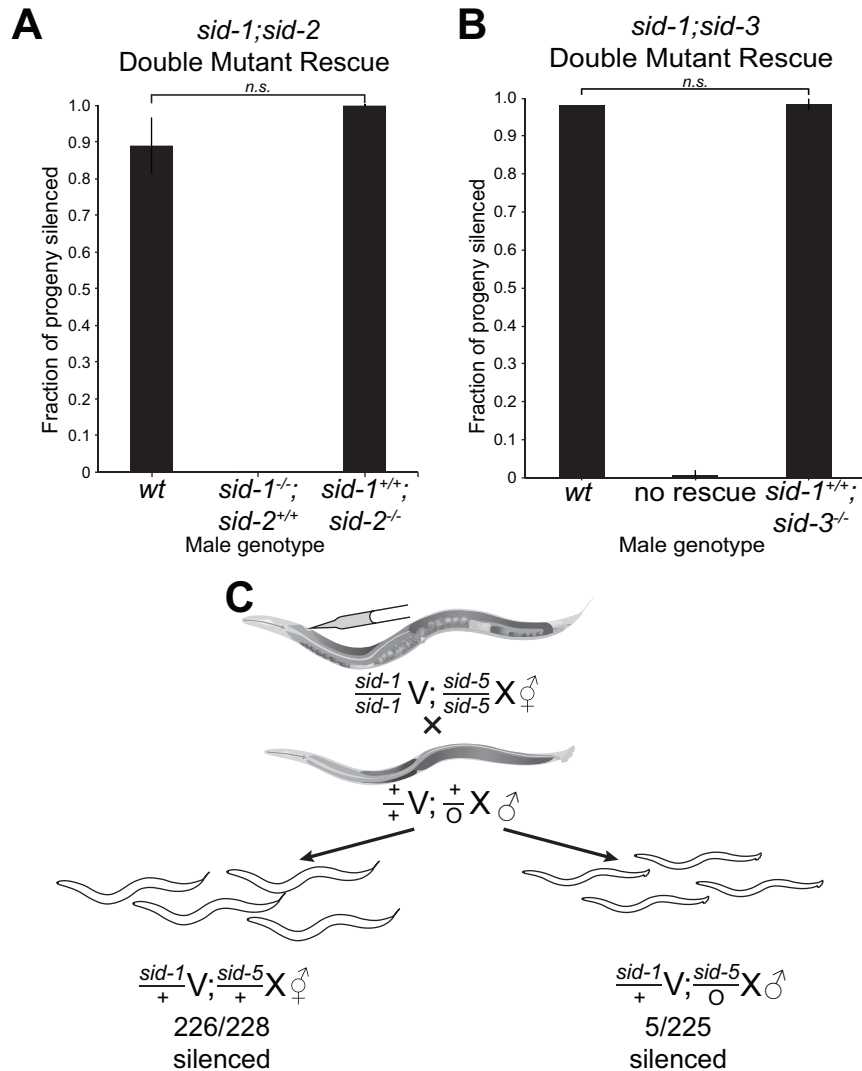 A
sid-1;sid-2
Double Mutant Rescue
n.s.
1.0
0.9
0.8
0.7
0.6
0.5
0.4
0.3
0.2
0.1
0
Fraction of progeny silenced
wt
sid-1-/-;
sid-2+/+
sid-1+/+;
sid-2-/-
Male genotype
B
sid-1;sid-3
Double Mutant Rescue
n.s.
1.0
0.9
0.8
0.7
0.6
0.5
0.4
0.3
0.2
0.1
0
Fraction of progeny silenced
wt
no rescue
sid-1+/+;
sid-3-/-
Male genotype
C
sid-1/sid-1 V; sid-5/sid-5 X ⚥
×
+/+ V; +/O X ♂
sid-1/+ V; sid-5/+ X ⚥
226/228
silenced
sid-1/+ V; sid-5/O X ♂
5/225
silenced